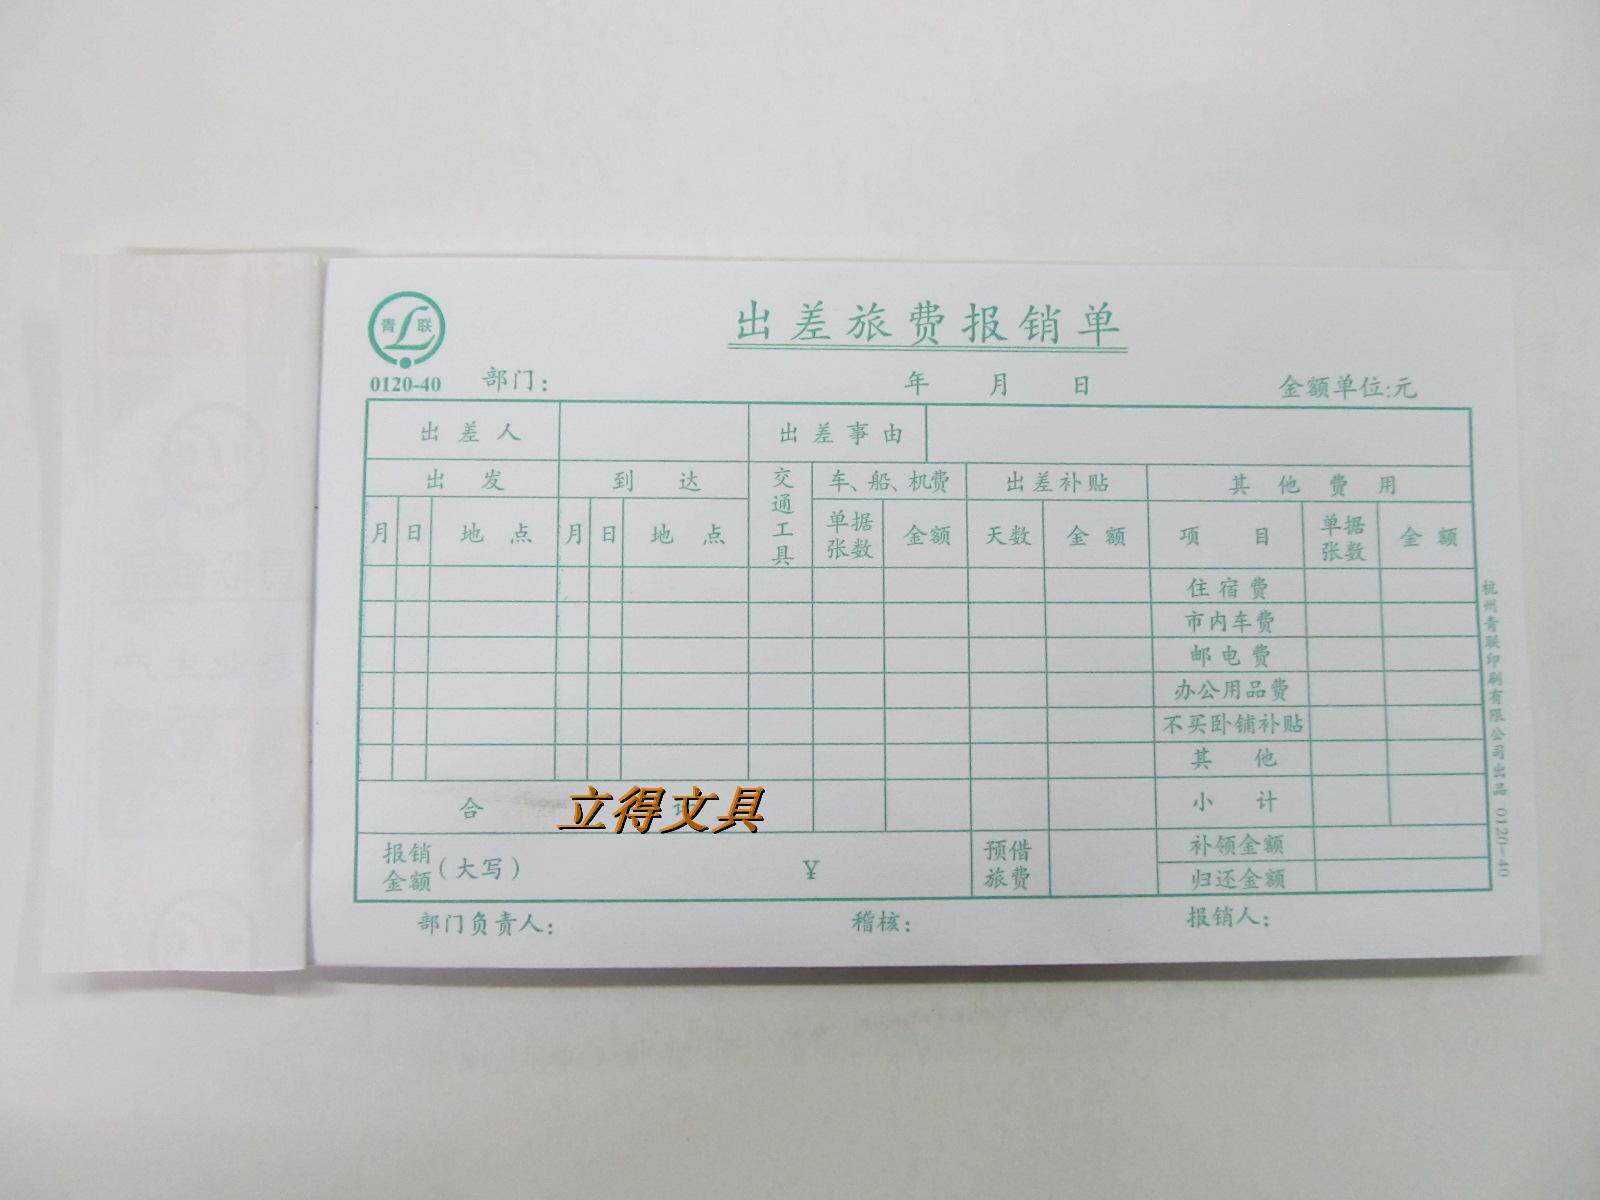 青 联
0120-40
出差旅费报销单
部门： 年 月 日 金额单位:元
出差人 出差事由
出发 到达 交通工具 车、船、机费 出差补贴 其他费用
月 日 地点 月 日 地点 单据张数 金额 天数 金额 项目 单据张数 金额
住宿费
市内车费
邮电费
办公用品费
不买卧铺补贴
其他
合 小计
立得文具
报销金额（大写） ￥ 预借旅费 补领金额
归还金额
部门负责人： 稽核： 报销人：
杭州青联印刷有限公司出品（0120-40）